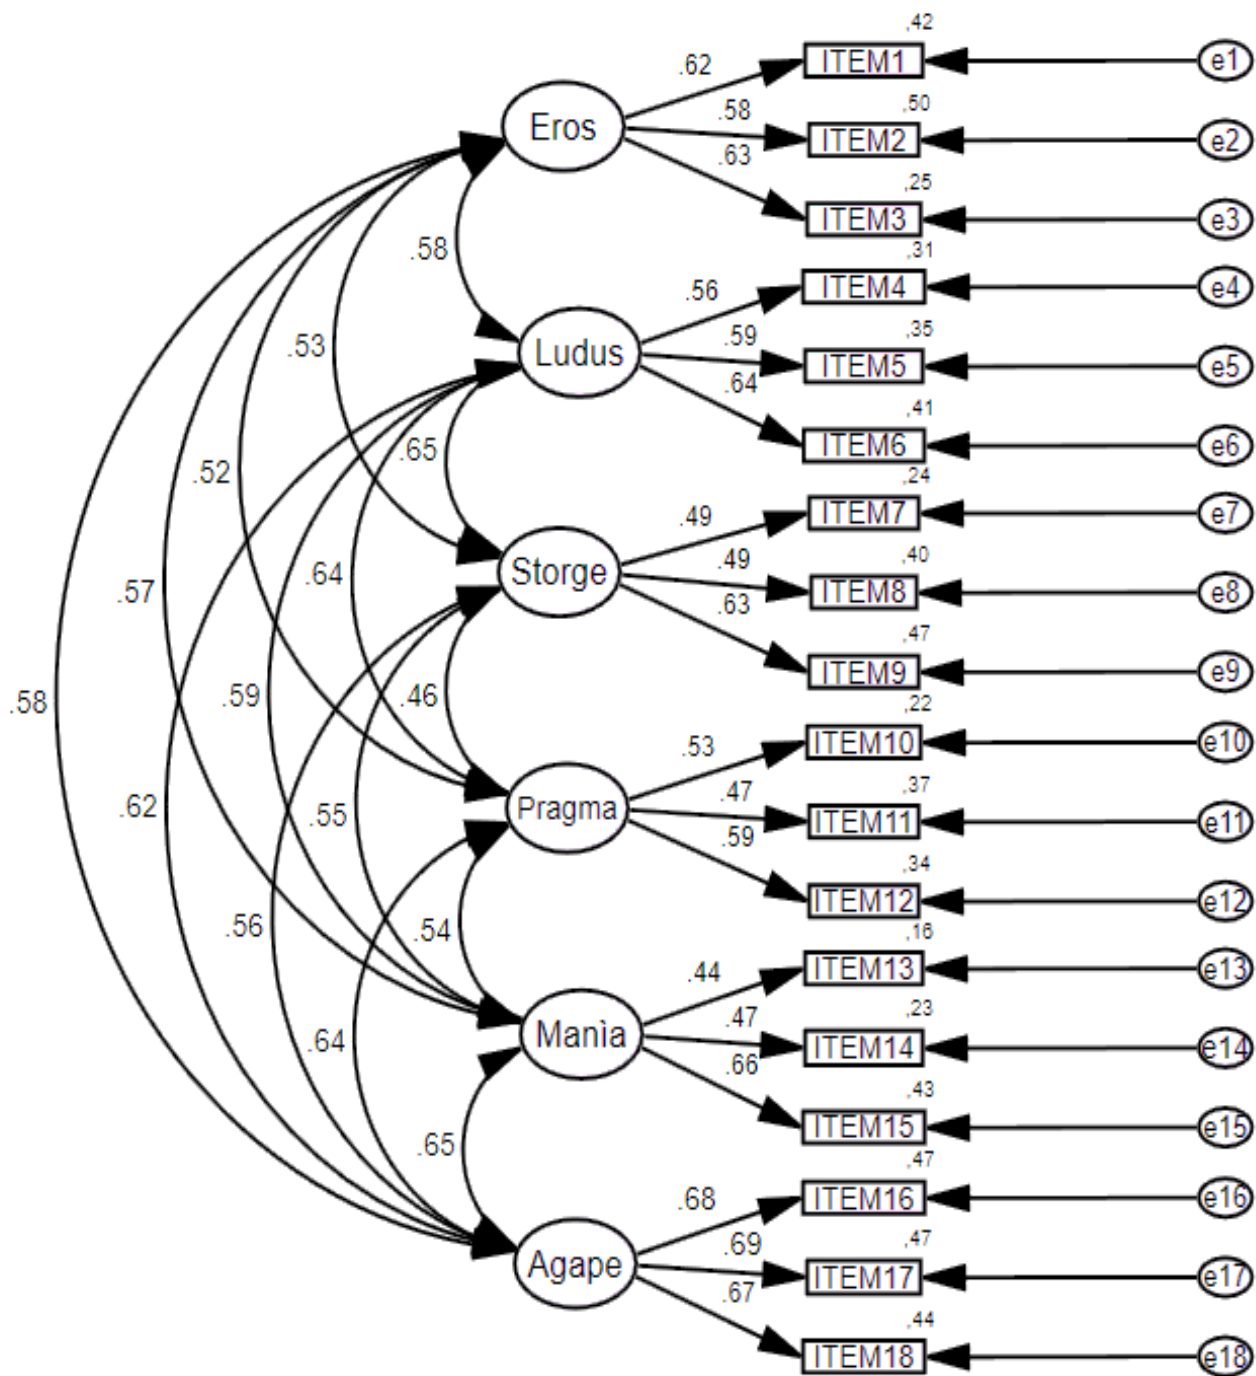 ,42
.62 ITEM1 e1
Eros .58 ,50
ITEM2 e2
.63 ,25
ITEM3 e3
.58 ,31
.56 ITEM4 e4
.53 Ludus .59 ,35
ITEM5 e5
.64 ,41
.52 .65 ITEM6 e6
,24
.49 ITEM7 e7
.57 .64 Storge .49 ,40
ITEM8 e8
.63 ,47
.58 .59 .46 ITEM9 e9
,22
.53 ITEM10 e10
.62 .55 Pragma .47 ,37
ITEM11 e11
.59 ,34
.56 .54 ITEM12 e12
,16
.44 ITEM13 e13
.64 Manìa .47 ,23
ITEM14 e14
.66 ,43
.65 ITEM15 e15
,47
.68 ITEM16 e16
Agape .69 ,47
ITEM17 e17
.67 ,44
ITEM18 e18